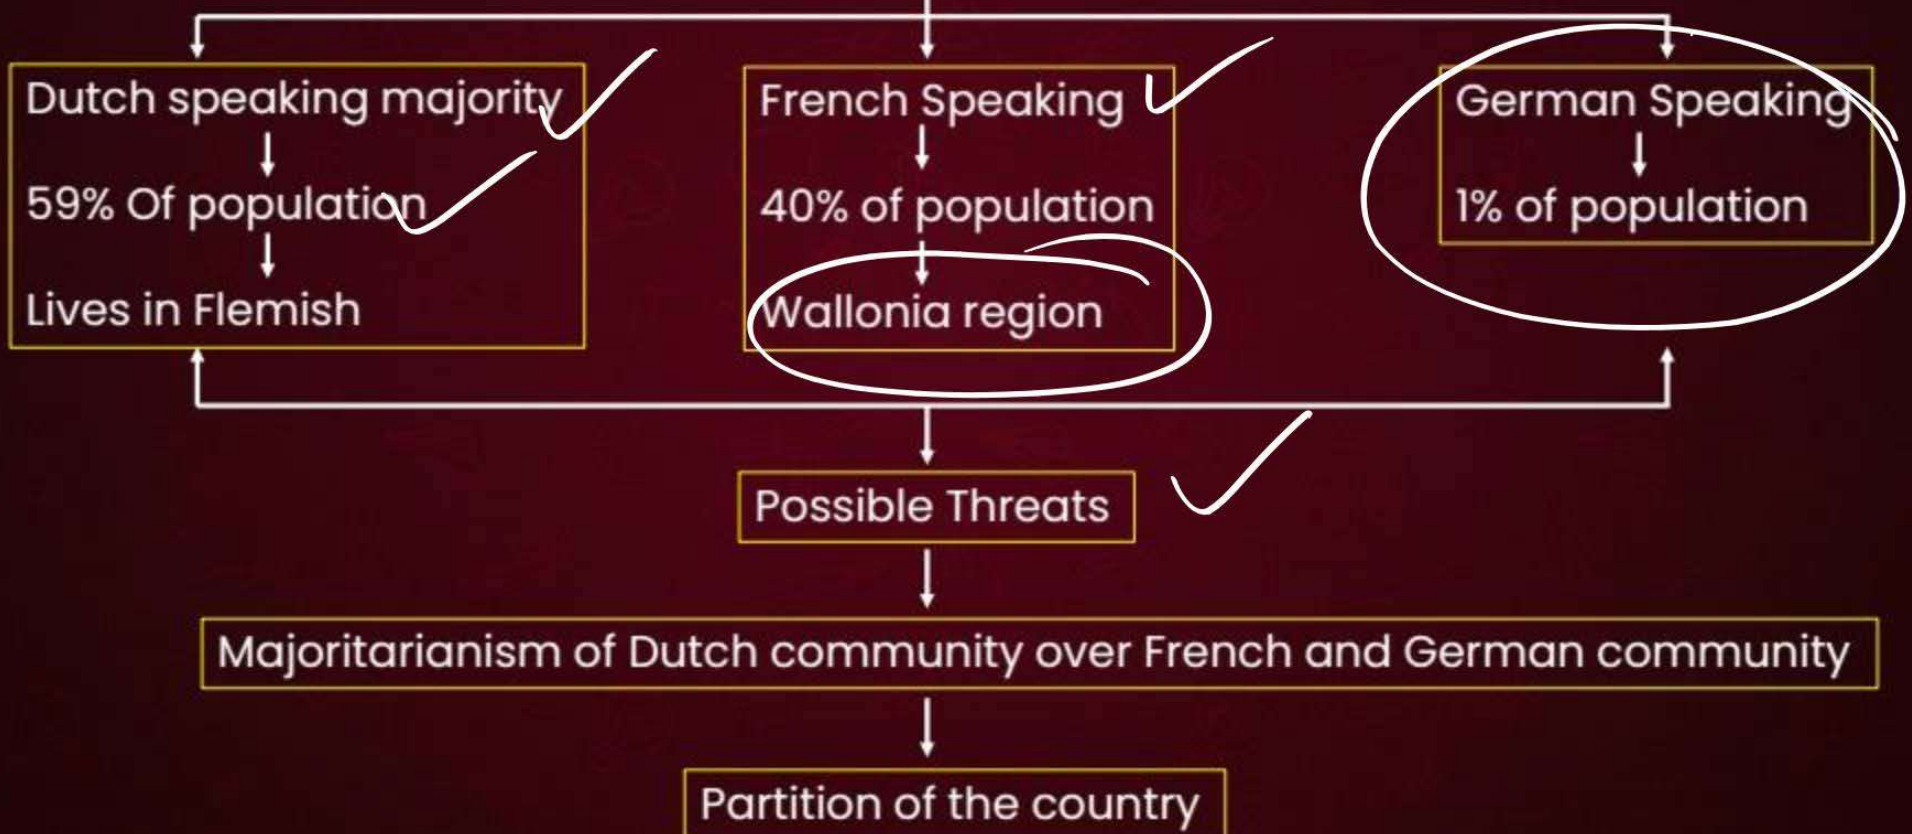 Dutch speaking majority
59% Of population
Lives in Flemish
French Speaking
40% of population
Wallonia region
German Speaking
1% of population
Possible Threats
Majoritarianism of Dutch community over French and German community
Partition of the country